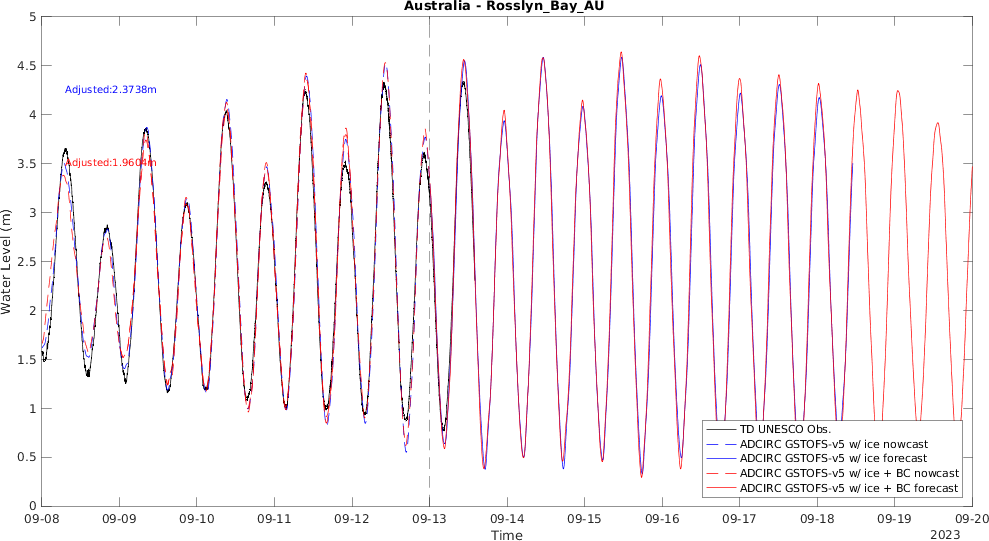 Australia - Rosslyn_Bay_AU
5
4.5
4
3.5
3
2.5
2
1.5
1
0.5
0
Water Level (m)
Adjusted:2.3738m
Adjusted:1.9604m
TD UNESCO Obs.
ADCIRC GSTOFS-v5 w/ ice nowcast
ADCIRC GSTOFS-v5 w/ ice forecast
ADCIRC GSTOFS-v5 w/ ice + BC nowcast
ADCIRC GSTOFS-v5 w/ ice + BC forecast
09-08 09-09 09-10 09-11 09-12 09-13 09-14 09-15 09-16 09-17 09-18 09-19 09-20
Time
2023